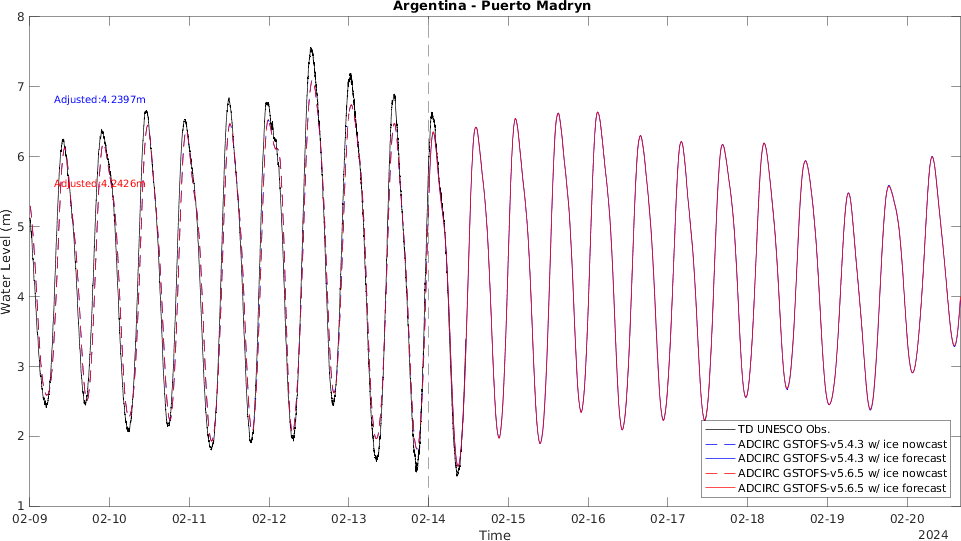 Argentina - Puerto Madryn
8
7
6
5
4
3
2
1
Water Level (m)
Adjusted:4.2397m
Adjusted:4.2426m
TD UNESCO Obs.
ADCIRC GSTOFS-v5.4.3 w/ ice nowcast
ADCIRC GSTOFS-v5.4.3 w/ ice forecast
ADCIRC GSTOFS-v5.6.5 w/ ice nowcast
ADCIRC GSTOFS-v5.6.5 w/ ice forecast
02-09 02-10 02-11 02-12 02-13 02-14 02-15 02-16 02-17 02-18 02-19 02-20
Time
2024